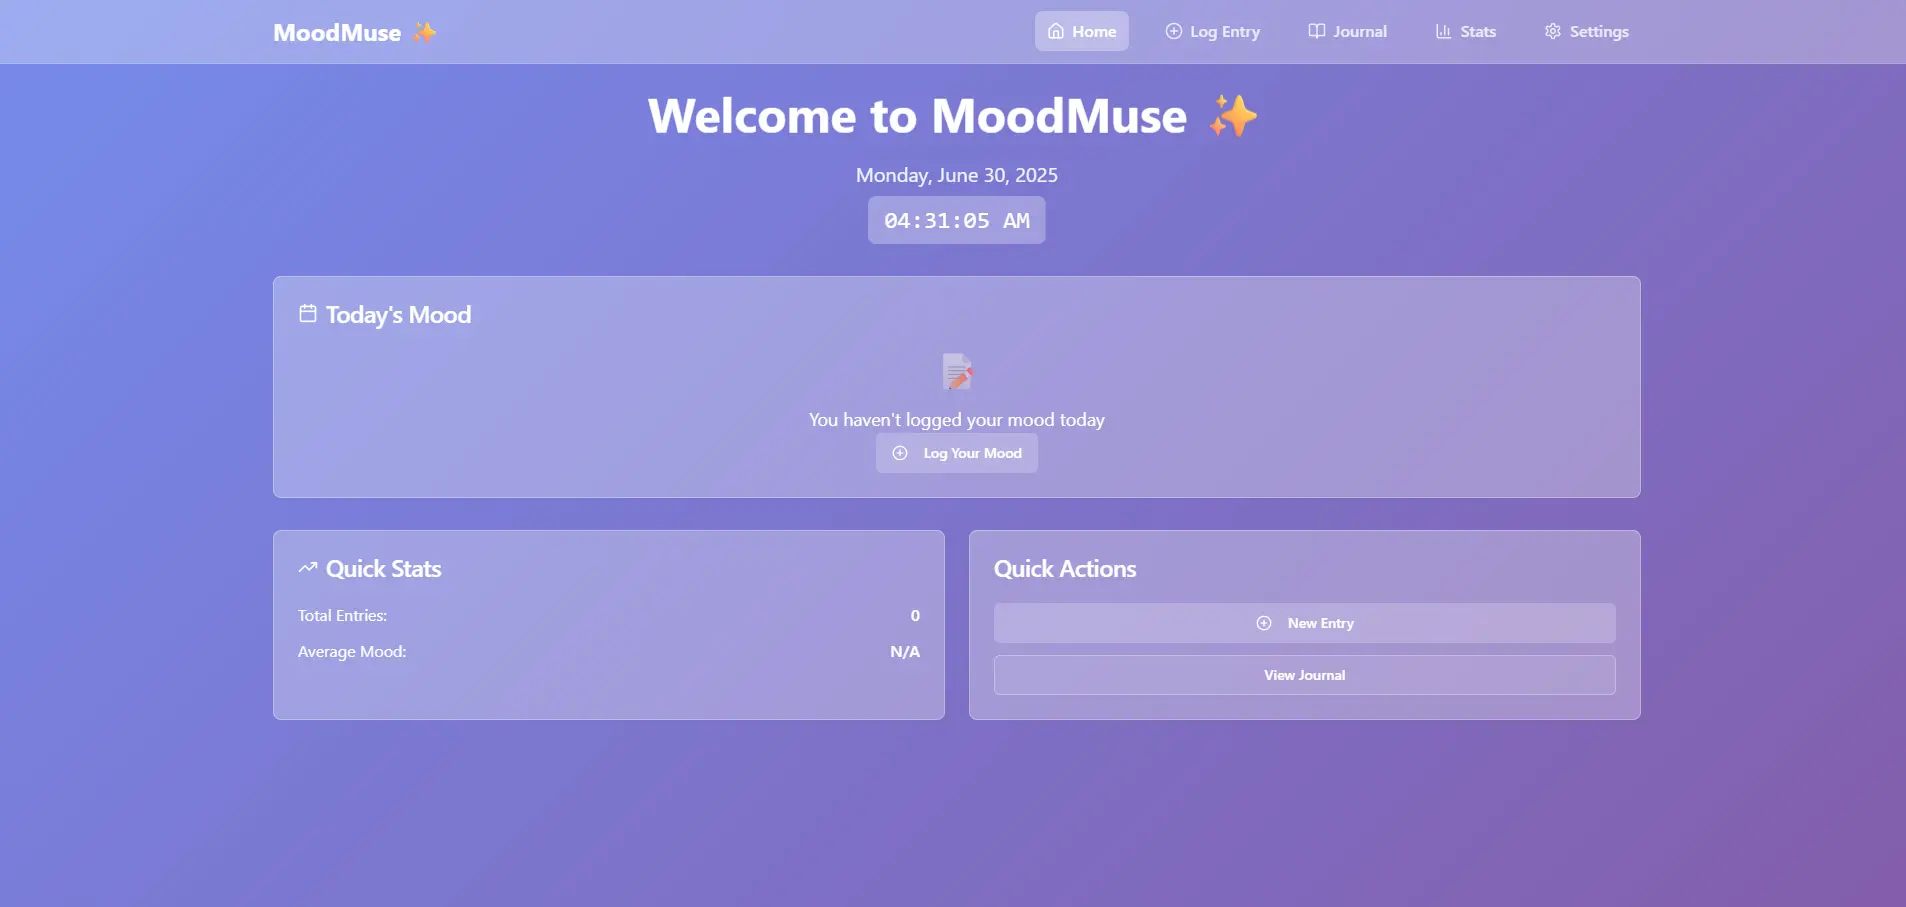 MoodMuse ✨
Home
Log Entry
Journal
Stats
Settings
Welcome to MoodMuse ✨
Monday, June 30, 2025
04:31:05 AM
Today's Mood
You haven't logged your mood today
Log Your Mood
Quick Stats
Total Entries: 0
Average Mood: N/A
Quick Actions
New Entry
View Journal